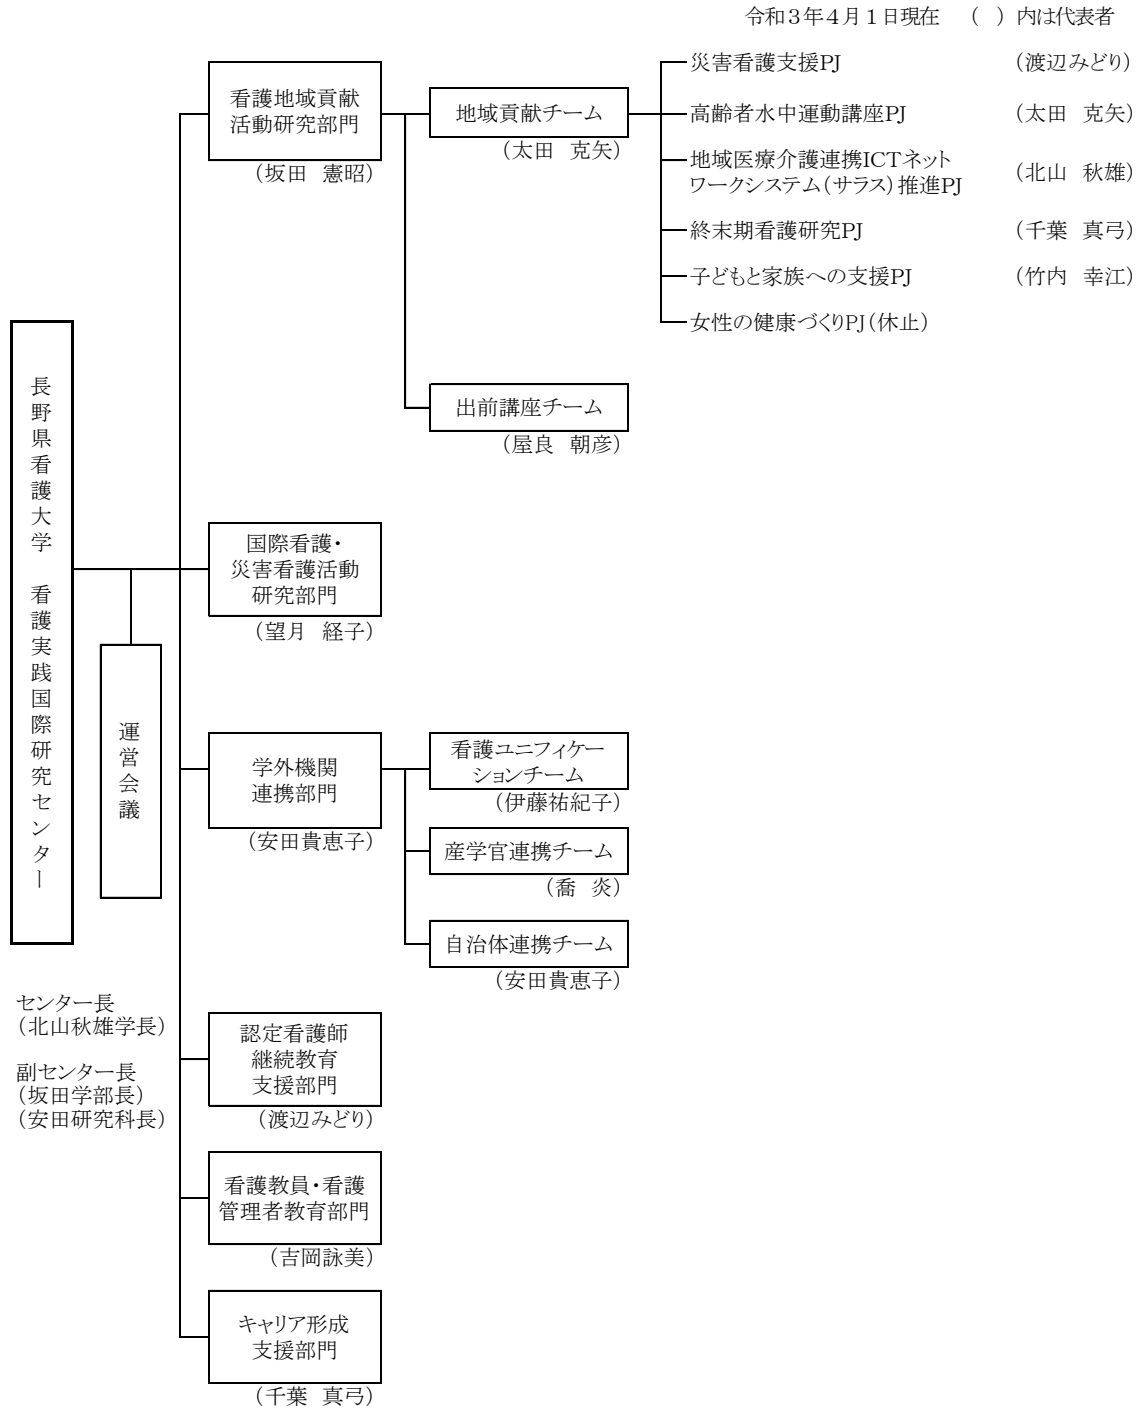 令和3年4月1日現在　（　）内は代表者
長野県看護大学　看護実践国際研究センター
運営会議
センター長
（北山秋雄学長）
副センター長
（坂田学部長）
（安田研究科長）
看護地域貢献
活動研究部門
（坂田　憲昭）
地域貢献チーム
（太田　克矢）
災害看護支援PJ　（渡辺みどり）
高齢者水中運動講座PJ　（太田　克矢）
地域医療介護連携ICTネット
ワークシステム（サラス）推進PJ　（北山　秋雄）
終末期看護研究PJ　（千葉　真弓）
子どもと家族への支援PJ　（竹内　幸江）
女性の健康づくりPJ（休止）
出前講座チーム
（屋良　朝彦）
国際看護・
災害看護活動
研究部門
（望月　経子）
学外機関
連携部門
（安田貴恵子）
看護ユニフィケー
ションチーム
（伊藤祐紀子）
産学官連携チーム
（喬　炎）
自治体連携チーム
（安田貴恵子）
認定看護師
継続教育
支援部門
（渡辺みどり）
看護教員・看護
管理者教育部門
（吉岡詠美）
キャリア形成
支援部門
（千葉　真弓）